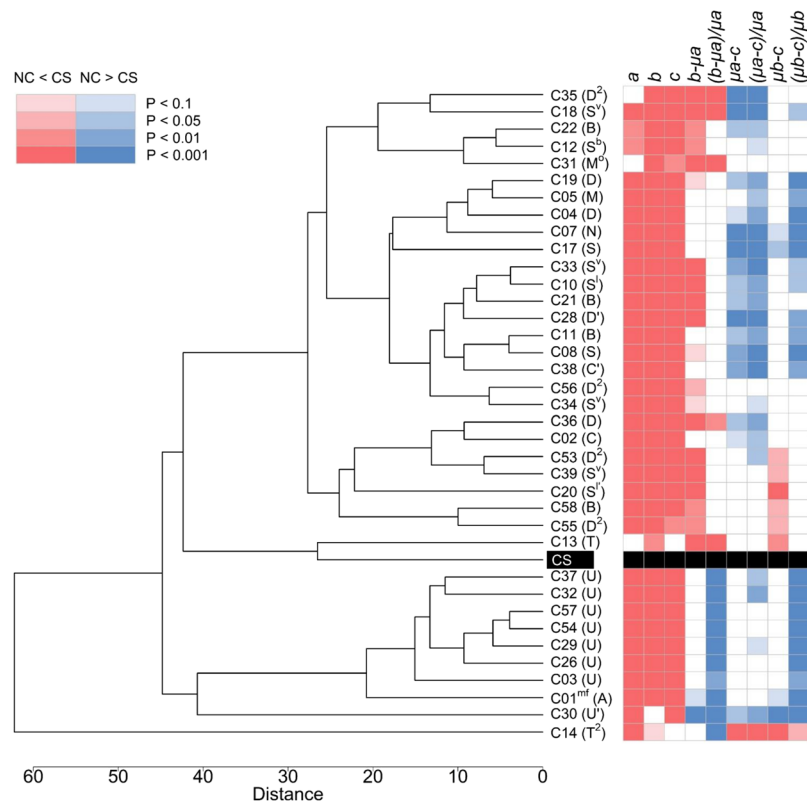 a b c b-μa (b-μa)/μa μa-c (μa-c)/μa μb-c (μb-c)/μb
NC < CS NC > CS
P < 0.1
P < 0.05
P < 0.01
P < 0.001
C35 (D²)
C18 (Sᵛ)
C22 (B)
C12 (Sᵇ)
C31 (Mᵒ)
C19 (D)
C05 (M)
C04 (D)
C07 (N)
C17 (S)
C33 (Sᵛ)
C10 (Sˡ)
C21 (B)
C28 (D')
C11 (B)
C08 (S)
C38 (C')
C56 (D²)
C34 (Sᵛ)
C36 (D)
C02 (C)
C53 (D²)
C39 (Sᵛ)
C20 (Sˡ')
C58 (B)
C55 (D²)
C13 (T)
CS
C37 (U)
C32 (U)
C57 (U)
C54 (U)
C29 (U)
C26 (U)
C03 (U)
C01ᵐᶠ (A)
C30 (U')
C14 (T²)
60 50 40 30 20 10 0
Distance